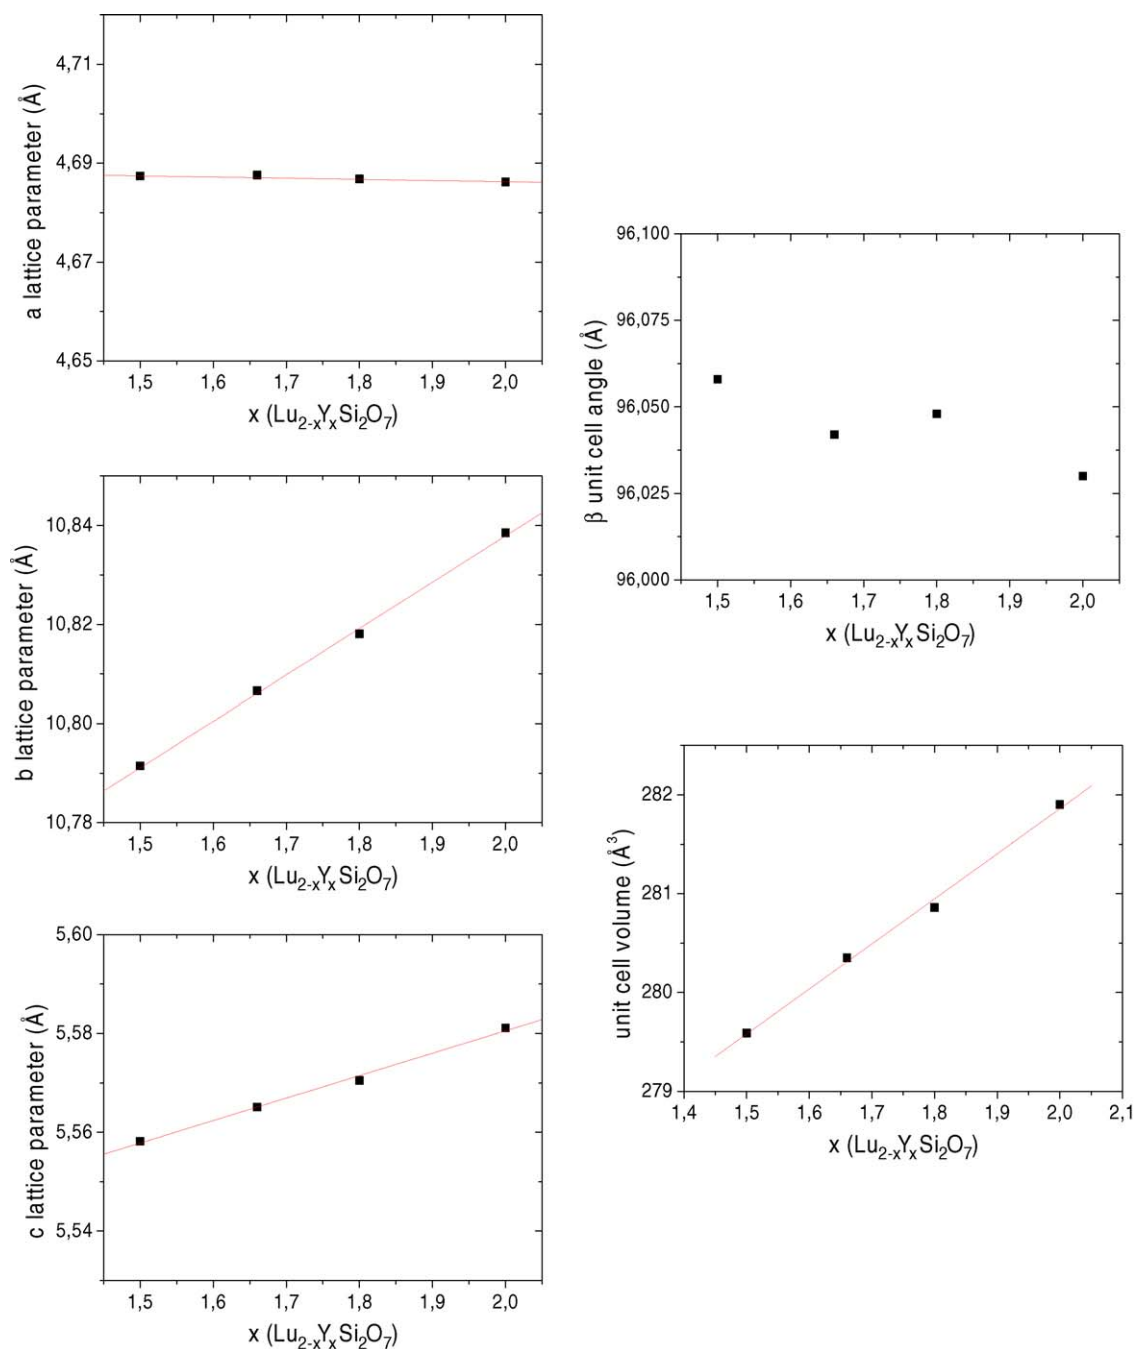 4,71
4,69
4,67
4,65
a lattice parameter (Å)
1,5 1,6 1,7 1,8 1,9 2,0
x (Lu2-xYxSi2O7)
10,84
10,82
10,80
10,78
b lattice parameter (Å)
1,5 1,6 1,7 1,8 1,9 2,0
x (Lu2-xYxSi2O7)
5,60
5,58
5,56
5,54
c lattice parameter (Å)
1,5 1,6 1,7 1,8 1,9 2,0
x (Lu2-xYxSi2O7)
96,100
96,075
96,050
96,025
96,000
β unit cell angle (Å)
1,5 1,6 1,7 1,8 1,9 2,0
x (Lu2-xYxSi2O7)
282
281
280
279
unit cell volume (Å³)
1,4 1,5 1,6 1,7 1,8 1,9 2,0 2,1
x (Lu2-xYxSi2O7)